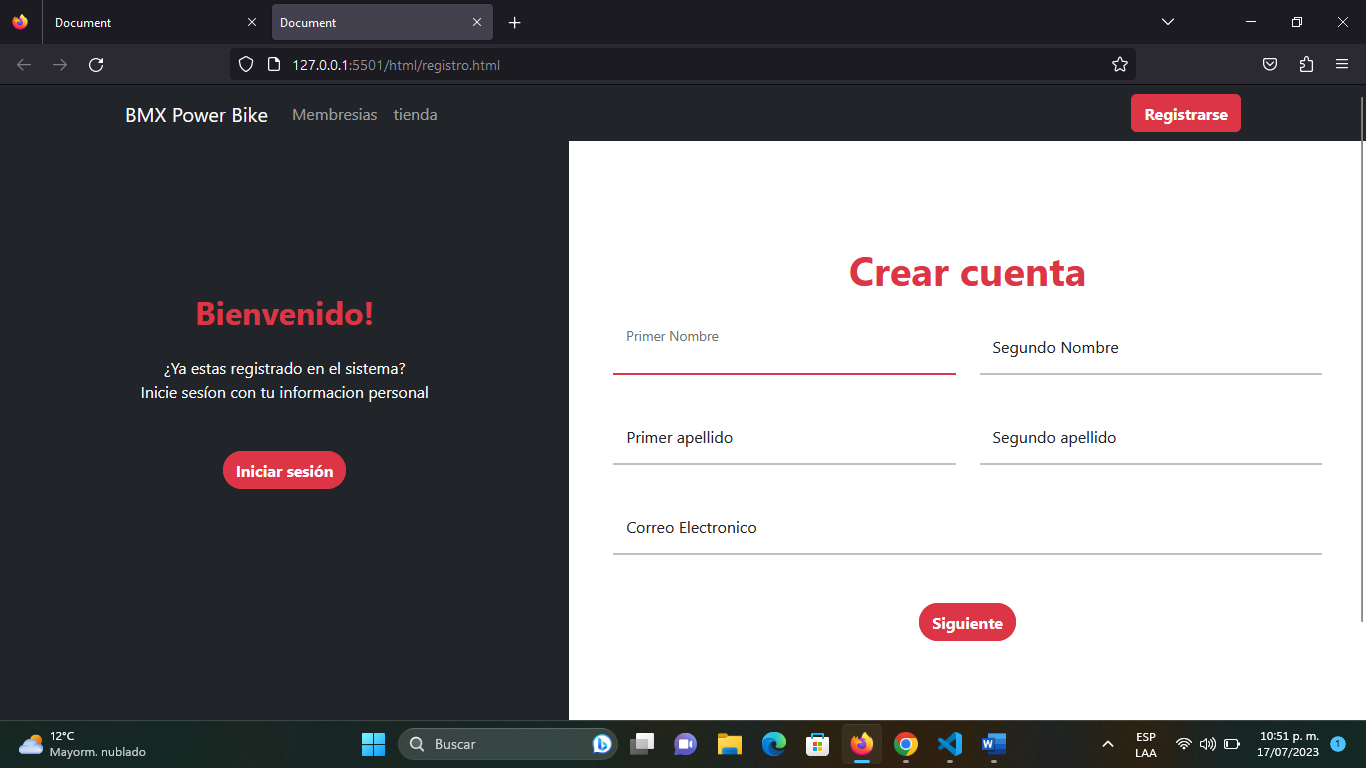 Document
Document
127.0.0.1:5501/html/registro.html
BMX Power Bike Membresias tienda Registrarse
Bienvenido!
¿Ya estas registrado en el sistema?
Inicie sesíon con tu informacion personal
Iniciar sesión
Crear cuenta
Primer Nombre
Segundo Nombre
Primer apellido
Segundo apellido
Correo Electronico
Siguiente
12°C
Mayorm. nublado
Buscar
ESP
LAA
10:51 p. m.
17/07/2023
1